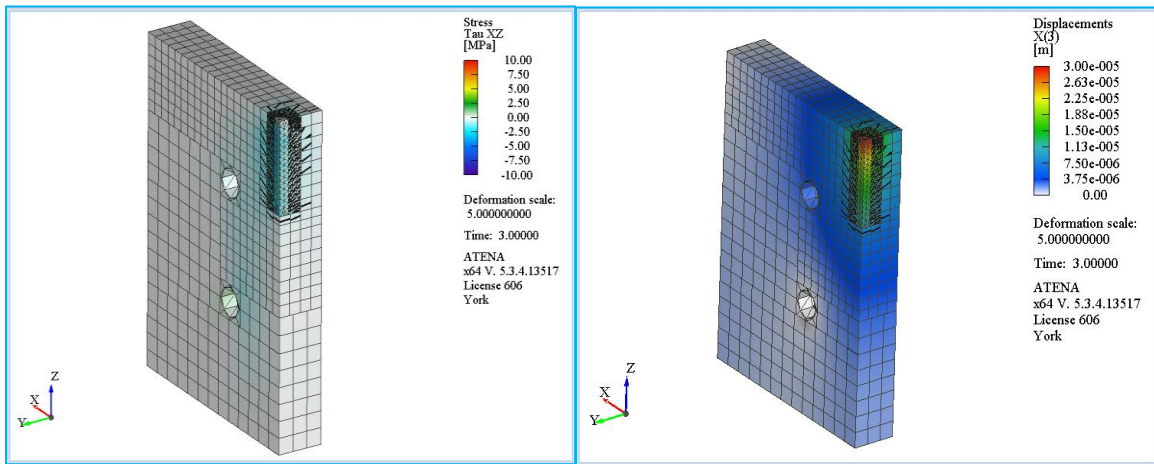 Stress
Tau XZ
[MPa]
10.00
7.50
5.00
2.50
0.00
-2.50
-5.00
-7.50
-10.00
Deformation scale:
5.000000000
Time: 3.00000
ATENA
x64 V. 5.3.4.13517
License 606
York
Z
X
Y
Displacements
X(3)
[m]
3.00e-005
2.63e-005
2.25e-005
1.88e-005
1.50e-005
1.13e-005
7.50e-006
3.75e-006
0.00
Deformation scale:
5.000000000
Time: 3.00000
ATENA
x64 V. 5.3.4.13517
License 606
York
Z
X
Y